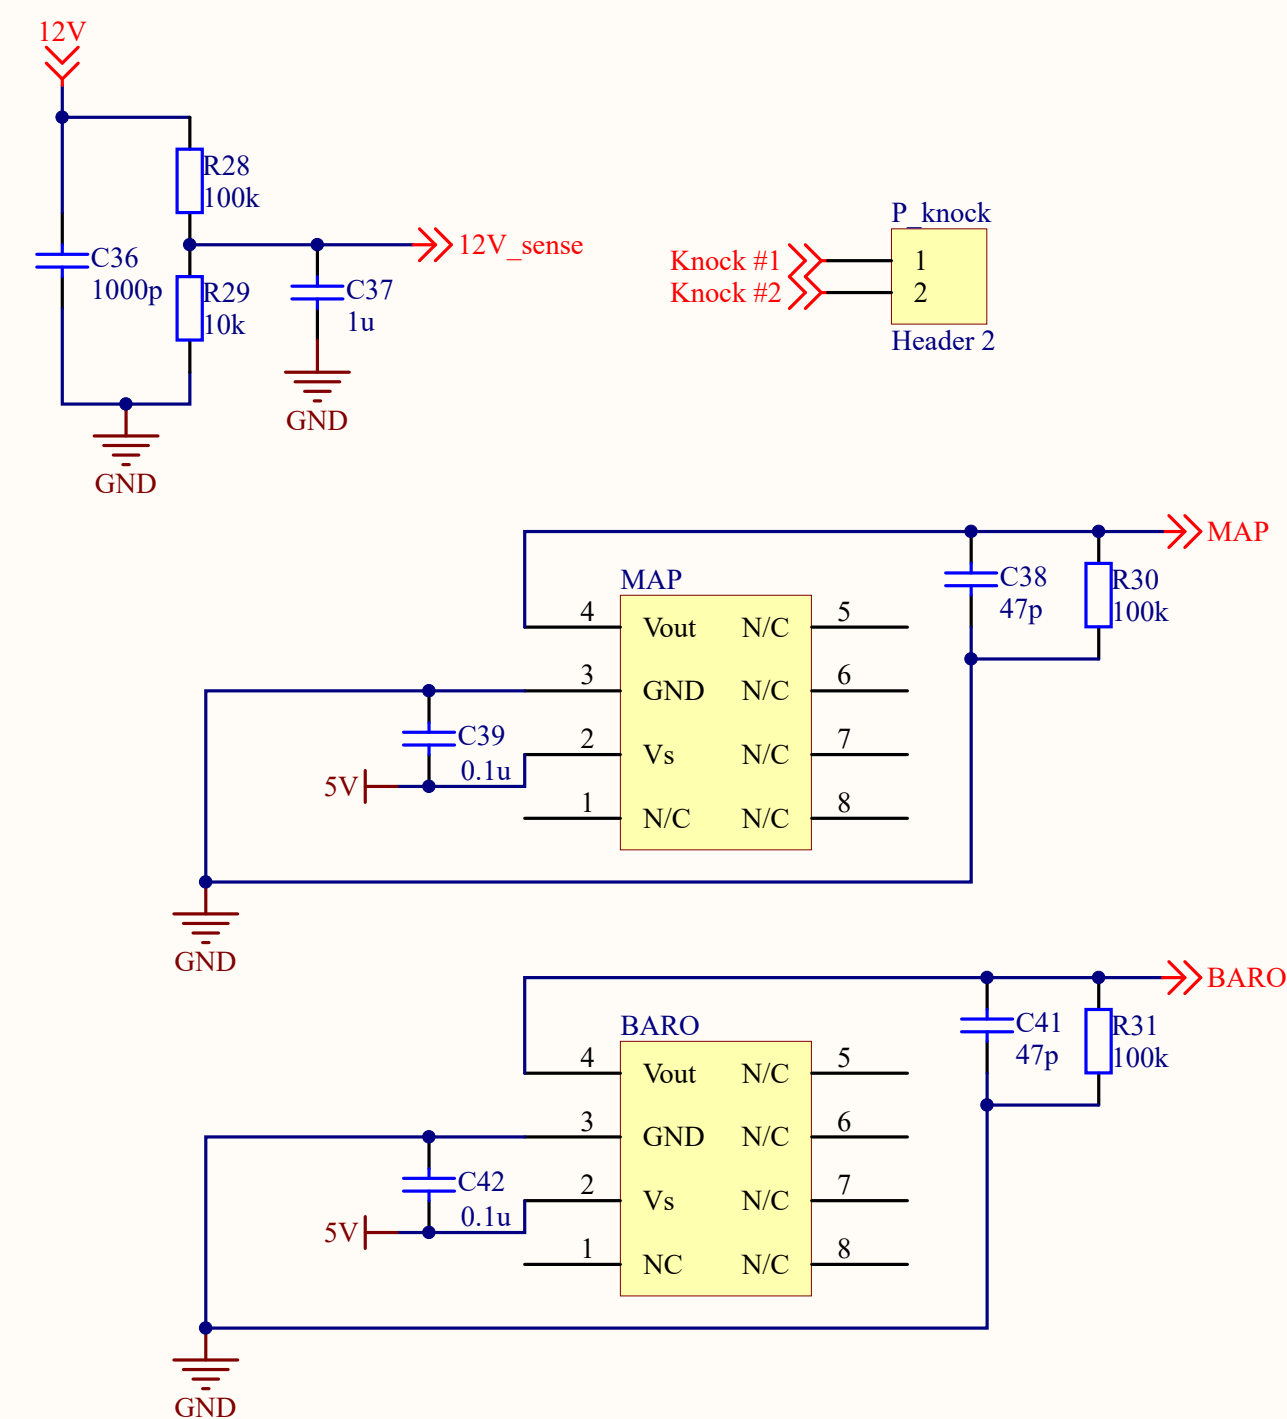 12V
R28
100k
12V_sense
C36
1000p
R29
10k
C37
1u
GND
GND
P_knock
Knock #1
1
Knock #2
2
Header 2
MAP
C38
47p
R30
100k
MAP
4 Vout N/C 5
3 GND N/C 6
2 Vs N/C 7
1 N/C N/C 8
C39
0.1u
5V
GND
BARO
C41
47p
R31
100k
BARO
4 Vout N/C 5
3 GND N/C 6
2 Vs N/C 7
1 NC N/C 8
C42
0.1u
5V
GND